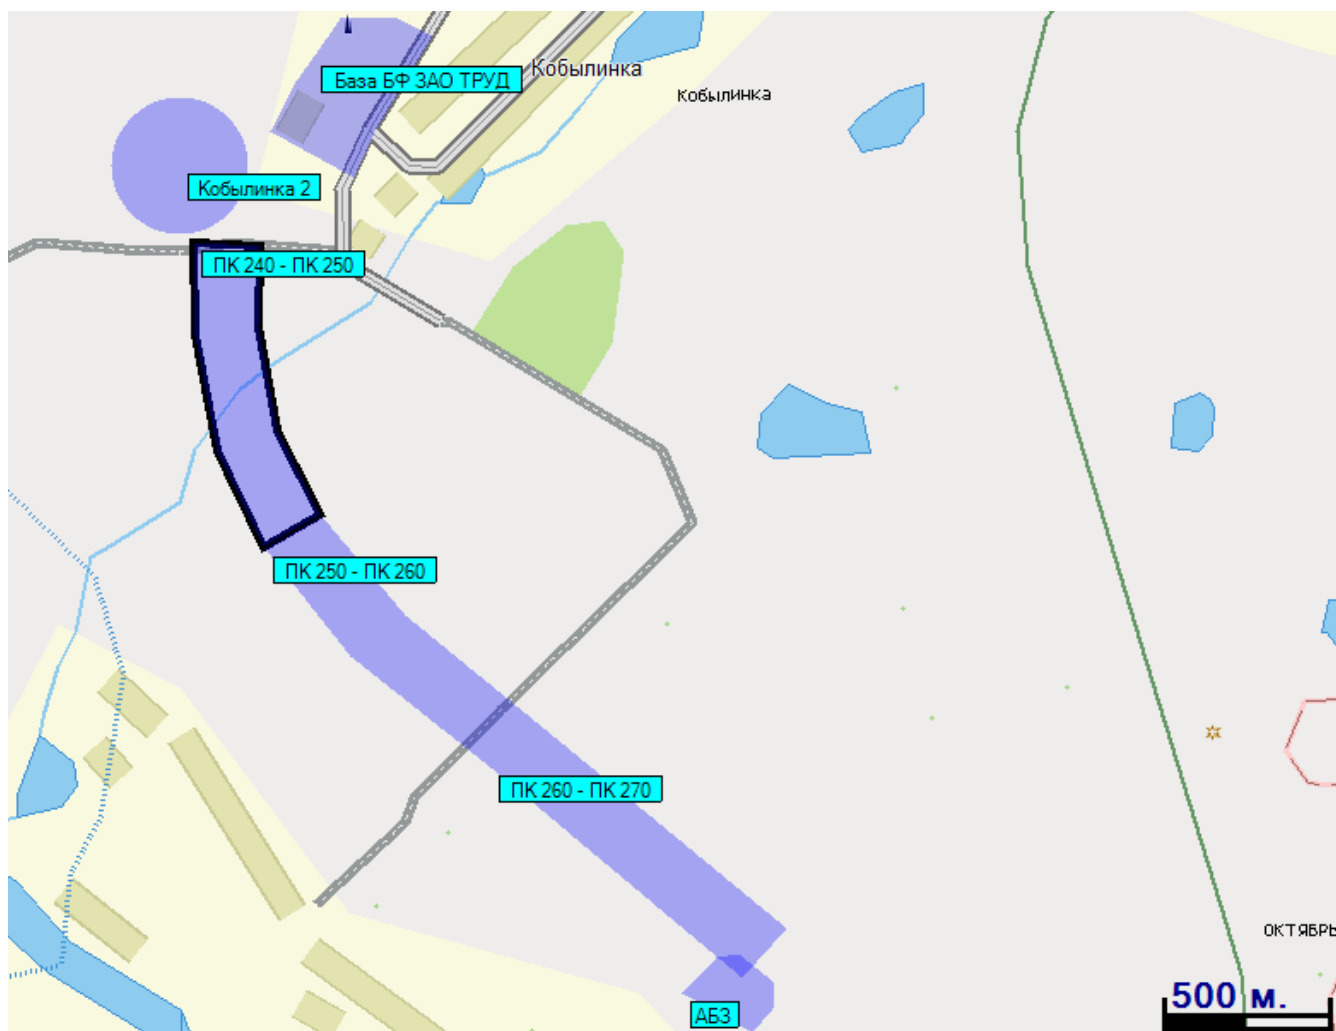 База БФ ЗАО ТРУД
Кобылинка
Кобылинка
Кобылинка 2
ПК 240 - ПК 250
ПК 250 - ПК 260
ПК 260 - ПК 270
ОКТЯБРЬ
500 м.
АБЗ